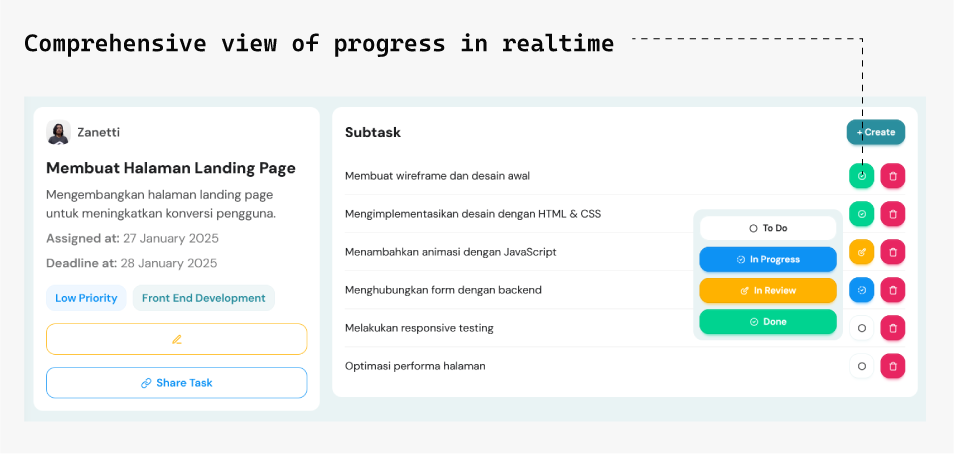 Comprehensive view of progress in realtime
Zanetti
Membuat Halaman Landing Page
Mengembangkan halaman landing page
untuk meningkatkan konversi pengguna.
Assigned at: 27 January 2025
Deadline at: 28 January 2025
Low Priority
Front End Development
Share Task
Subtask
+ Create
Membuat wireframe dan desain awal
Mengimplementasikan desain dengan HTML & CSS
Menambahkan animasi dengan JavaScript
Menghubungkan form dengan backend
Melakukan responsive testing
Optimasi performa halaman
To Do
In Progress
In Review
Done